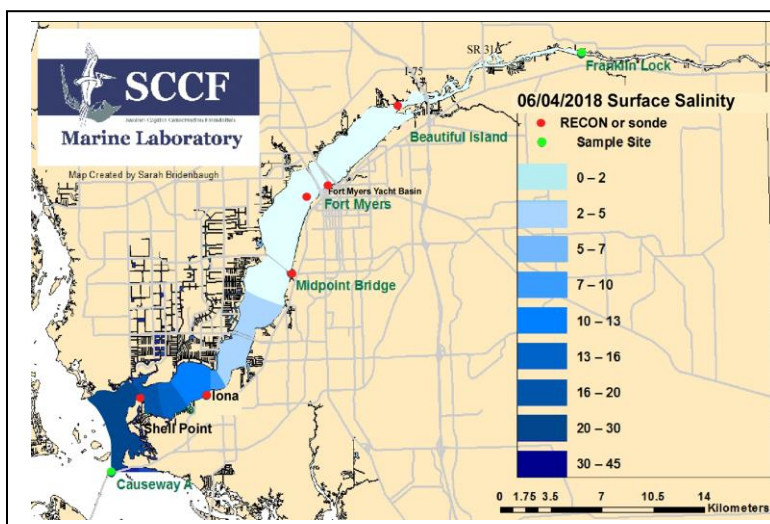 SCCF
Marine Laboratory
Map Created by Sarah Bridenbaugh
I-75
SR 31
Franklin Lock
Beautiful Island
Fort Myers Yacht Basin
Fort Myers
Midpoint Bridge
Iona
Shell Point
Causeway A
06/04/2018 Surface Salinity
RECON or sonde
Sample Site
0 – 2
2 – 5
5 – 7
7 – 10
10 – 13
13 – 16
16 – 20
20 – 30
30 – 45
0 1.75 3.5 7 10.5 14
Kilometers